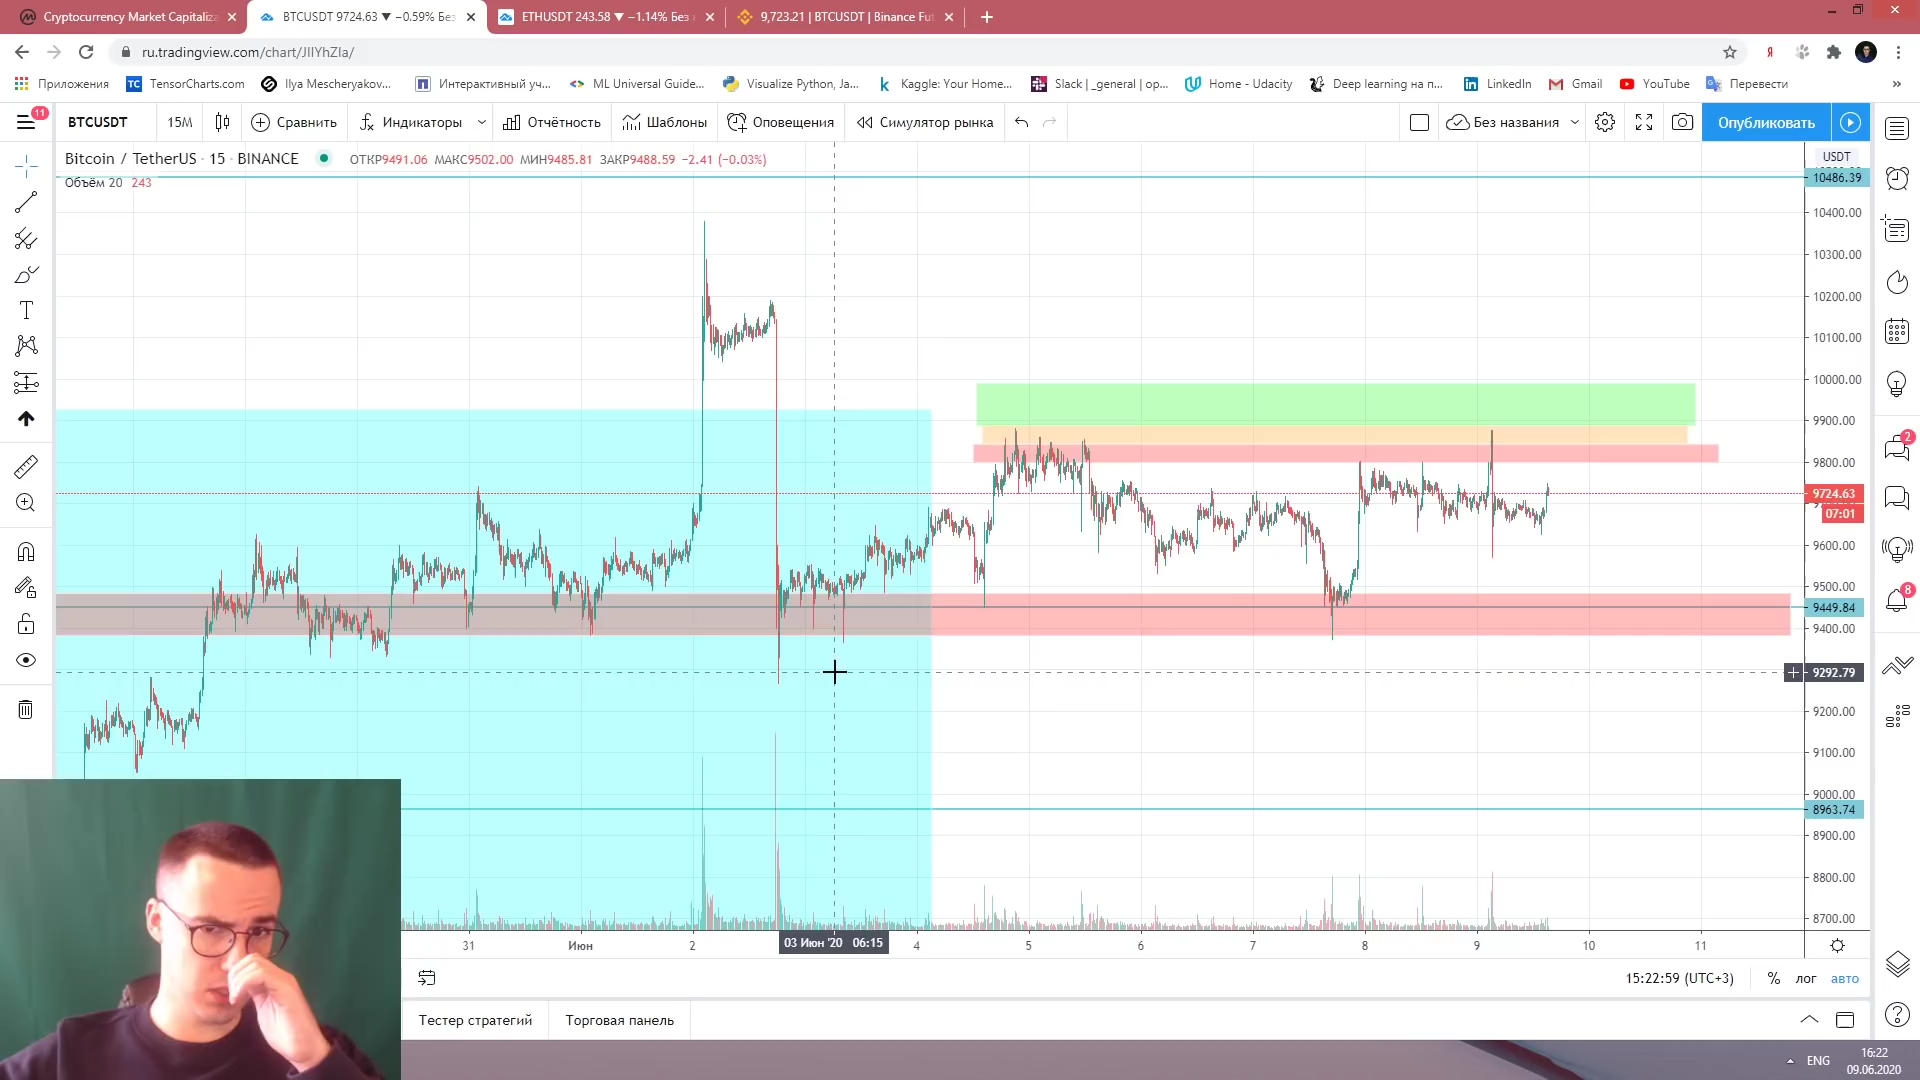 Cryptocurrency Market Capitaliza
BTCUSDT 9724.63 ▼ −0.59% Без
ETHUSDT 243.58 ▼ −1.14% Без
9,723.21 | BTCUSDT | Binance Fut
ru.tradingview.com/chart/JIIYhZIa/
Приложения
TensorCharts.com
Ilya Mescheryakov...
Интерактивный уч...
ML Universal Guide...
Visualize Python, Ja...
Kaggle: Your Home...
Slack | _general | op...
Home - Udacity
Deep learning на п...
LinkedIn
Gmail
YouTube
Перевести
»
11
BTCUSDT
15М
Сравнить
Индикаторы
Отчётность
Шаблоны
Оповещения
Симулятор рынка
Без названия
Опубликовать
Bitcoin / TetherUS · 15 · BINANCE
ОТКР9491.06 МАКС9502.00 МИН9485.81 ЗАКР9488.59 −2.41 (−0.03%)
Объём 20 243
USDT
10486.39
10400.00
10300.00
10200.00
10100.00
10000.00
9900.00
9800.00
9724.63
07:01
9600.00
9500.00
9449.84
9400.00
9292.79
9200.00
9100.00
9000.00
8963.74
8900.00
8800.00
8700.00
2
8
31
Июн
2
03 Июн '20 06:15
4
5
6
7
8
9
10
11
15:22:59 (UTC+3)
%
лог
авто
Тестер стратегий
Торговая панель
ENG
16:22
09.06.2020